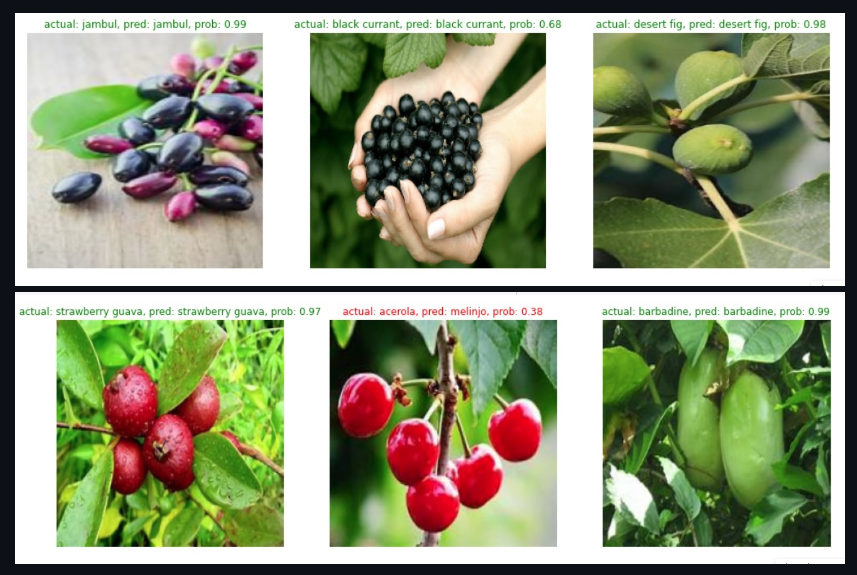 actual: jambul, pred: jambul, prob: 0.99
actual: black currant, pred: black currant, prob: 0.68
actual: desert fig, pred: desert fig, prob: 0.98
actual: strawberry guava, pred: strawberry guava, prob: 0.97
actual: acerola, pred: melinjo, prob: 0.38
actual: barbadine, pred: barbadine, prob: 0.99